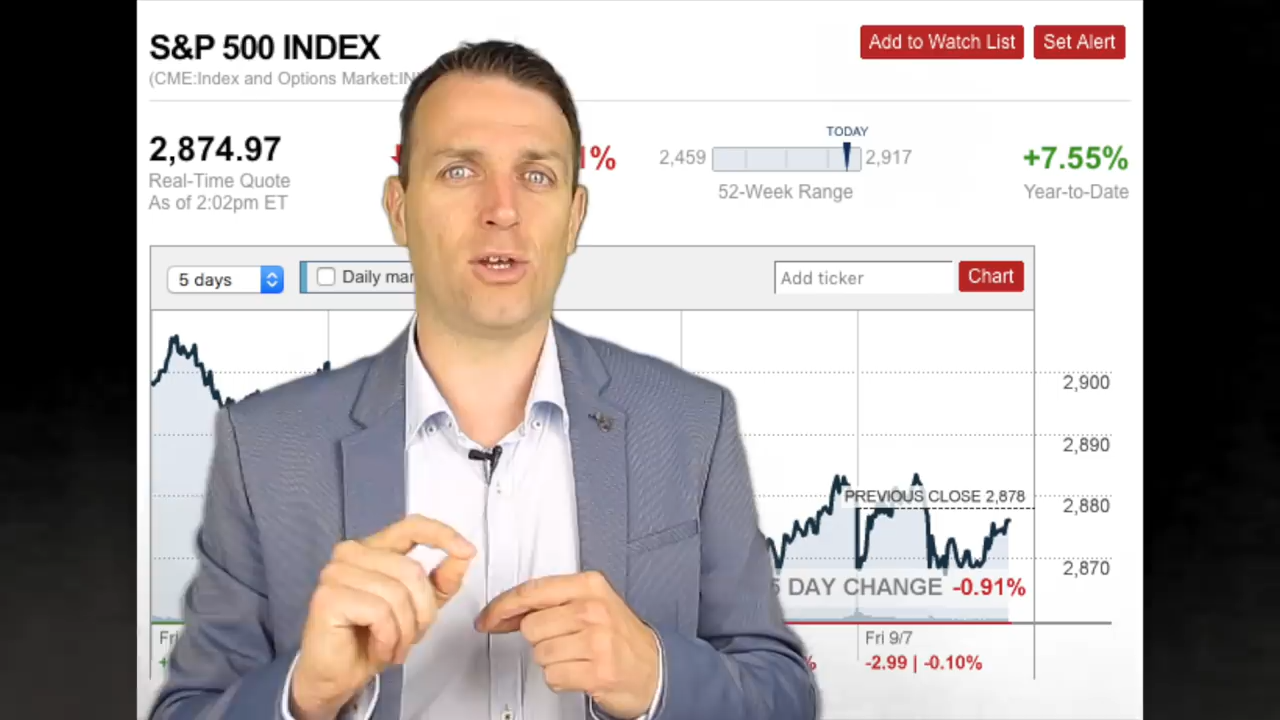 S&P 500 INDEX
Add to Watch List
Set Alert
(CME:Index and Options Market:IN
TODAY
2,874.97
1%
2,459
2,917
+7.55%
Real-Time Quote
52-Week Range
Year-to-Date
As of 2:02pm ET
5 days
Daily mar
Add ticker
Chart
2,900
2,890
PREVIOUS CLOSE 2,878
2,880
2,870
5 DAY CHANGE -0.91%
Fri
Fri 9/7
+
%
-2.99 | -0.10%